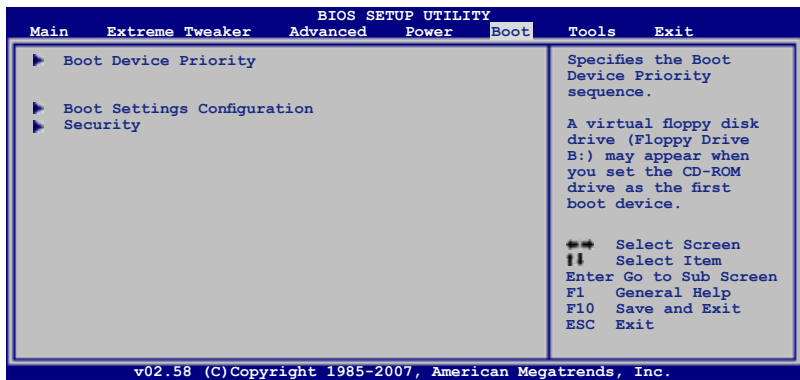 BIOS SETUP UTILITY
Main Extreme Tweaker Advanced Power Boot Tools Exit
Boot Device Priority
Boot Settings Configuration
Security
Specifies the Boot
Device Priority
sequence.
A virtual floppy disk
drive (Floppy Drive
B:) may appear when
you set the CD-ROM
drive as the first
boot device.
Select Screen
Select Item
Enter Go to Sub Screen
F1 General Help
F10 Save and Exit
ESC Exit
v02.58 (C)Copyright 1985-2007, American Megatrends, Inc.